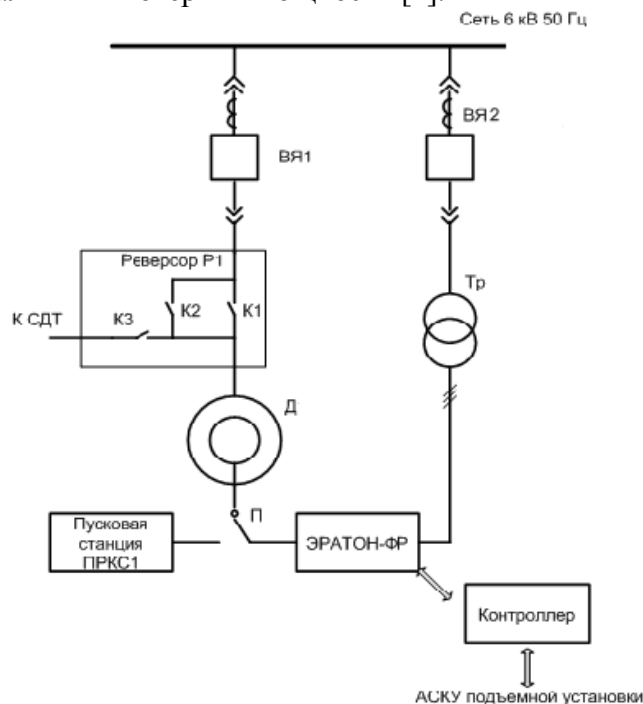 Сеть 6 кВ 50 Гц
ВЯ1
ВЯ2
Реверсор Р1
К2
К1
К СДТ
К3
Тр
Д
П
Пусковая
станция
ПРКС1
ЭРАТОН-ФР
Контроллер
АСКУ подъемной установки